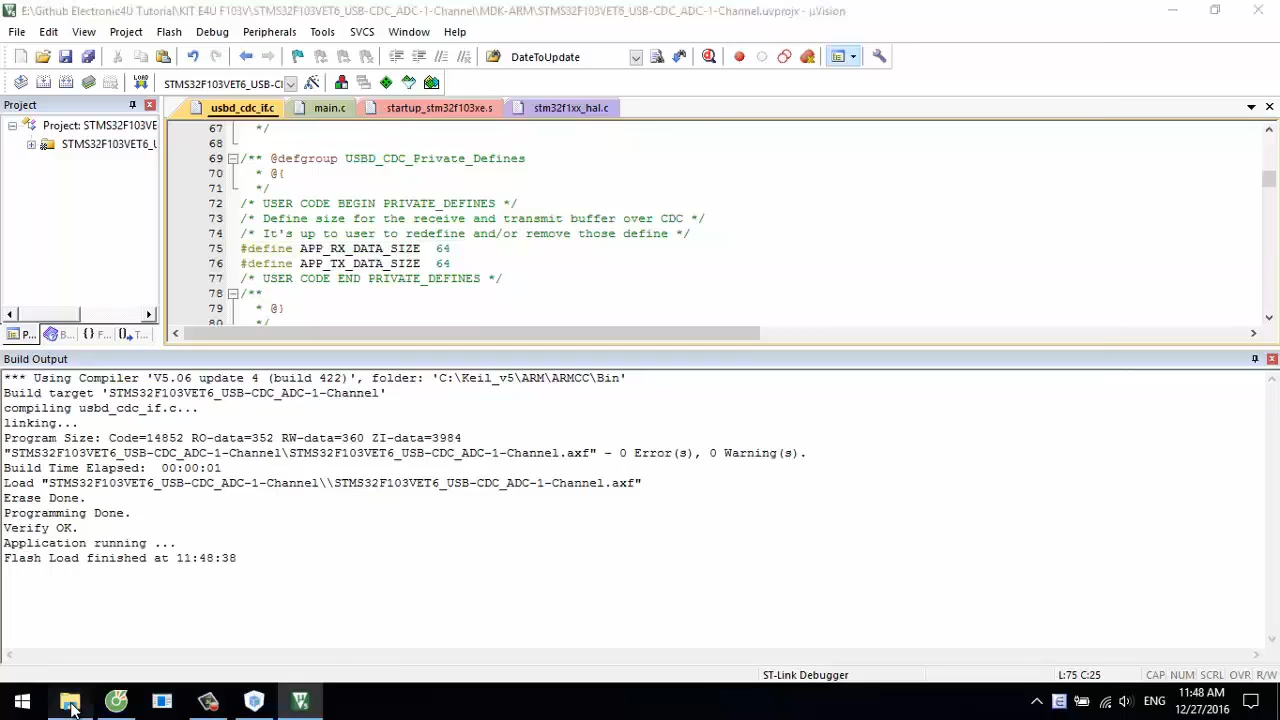 E:\Github Electronic4U Tutorial\KIT E4U F103V\STMS32F103VET6_USB-CDC_ADC-1-Channel\MDK-ARM\STMS32F103VET6_USB-CDC_ADC-1-Channel.uvprojx - µVision
File Edit View Project Flash Debug Peripherals Tools SVCS Window Help
DateToUpdate
LOAD STMS32F103VET6_USB-CI
Project
usbd_cdc_if.c main.c startup_stm32f103xe.s stm32f1xx_hal.c
Project: STMS32F103VE
STMS32F103VET6_U
67 */
68
69 /** @defgroup USBD_CDC_Private_Defines
70 * @{
71 */
72 /* USER CODE BEGIN PRIVATE_DEFINES */
73 /* Define size for the receive and transmit buffer over CDC */
74 /* It's up to user to redefine and/or remove those define */
75 #define APP_RX_DATA_SIZE 64
76 #define APP_TX_DATA_SIZE 64
77 /* USER CODE END PRIVATE_DEFINES */
78 /**
79 * @}
80 */
P... B... {} F... T...
Build Output
*** Using Compiler 'V5.06 update 4 (build 422)', folder: 'C:\Keil_v5\ARM\ARMCC\Bin'
Build target 'STMS32F103VET6_USB-CDC_ADC-1-Channel'
compiling usbd_cdc_if.c...
linking...
Program Size: Code=14852 RO-data=352 RW-data=360 ZI-data=3984
"STMS32F103VET6_USB-CDC_ADC-1-Channel\STMS32F103VET6_USB-CDC_ADC-1-Channel.axf" - 0 Error(s), 0 Warning(s).
Build Time Elapsed: 00:00:01
Load "STMS32F103VET6_USB-CDC_ADC-1-Channel\\STMS32F103VET6_USB-CDC_ADC-1-Channel.axf"
Erase Done.
Programming Done.
Verify OK.
Application running ...
Flash Load finished at 11:48:38
ST-Link Debugger L:75 C:25 CAP NUM SCRL OVR R/W
ENG
11:48 AM
12/27/2016